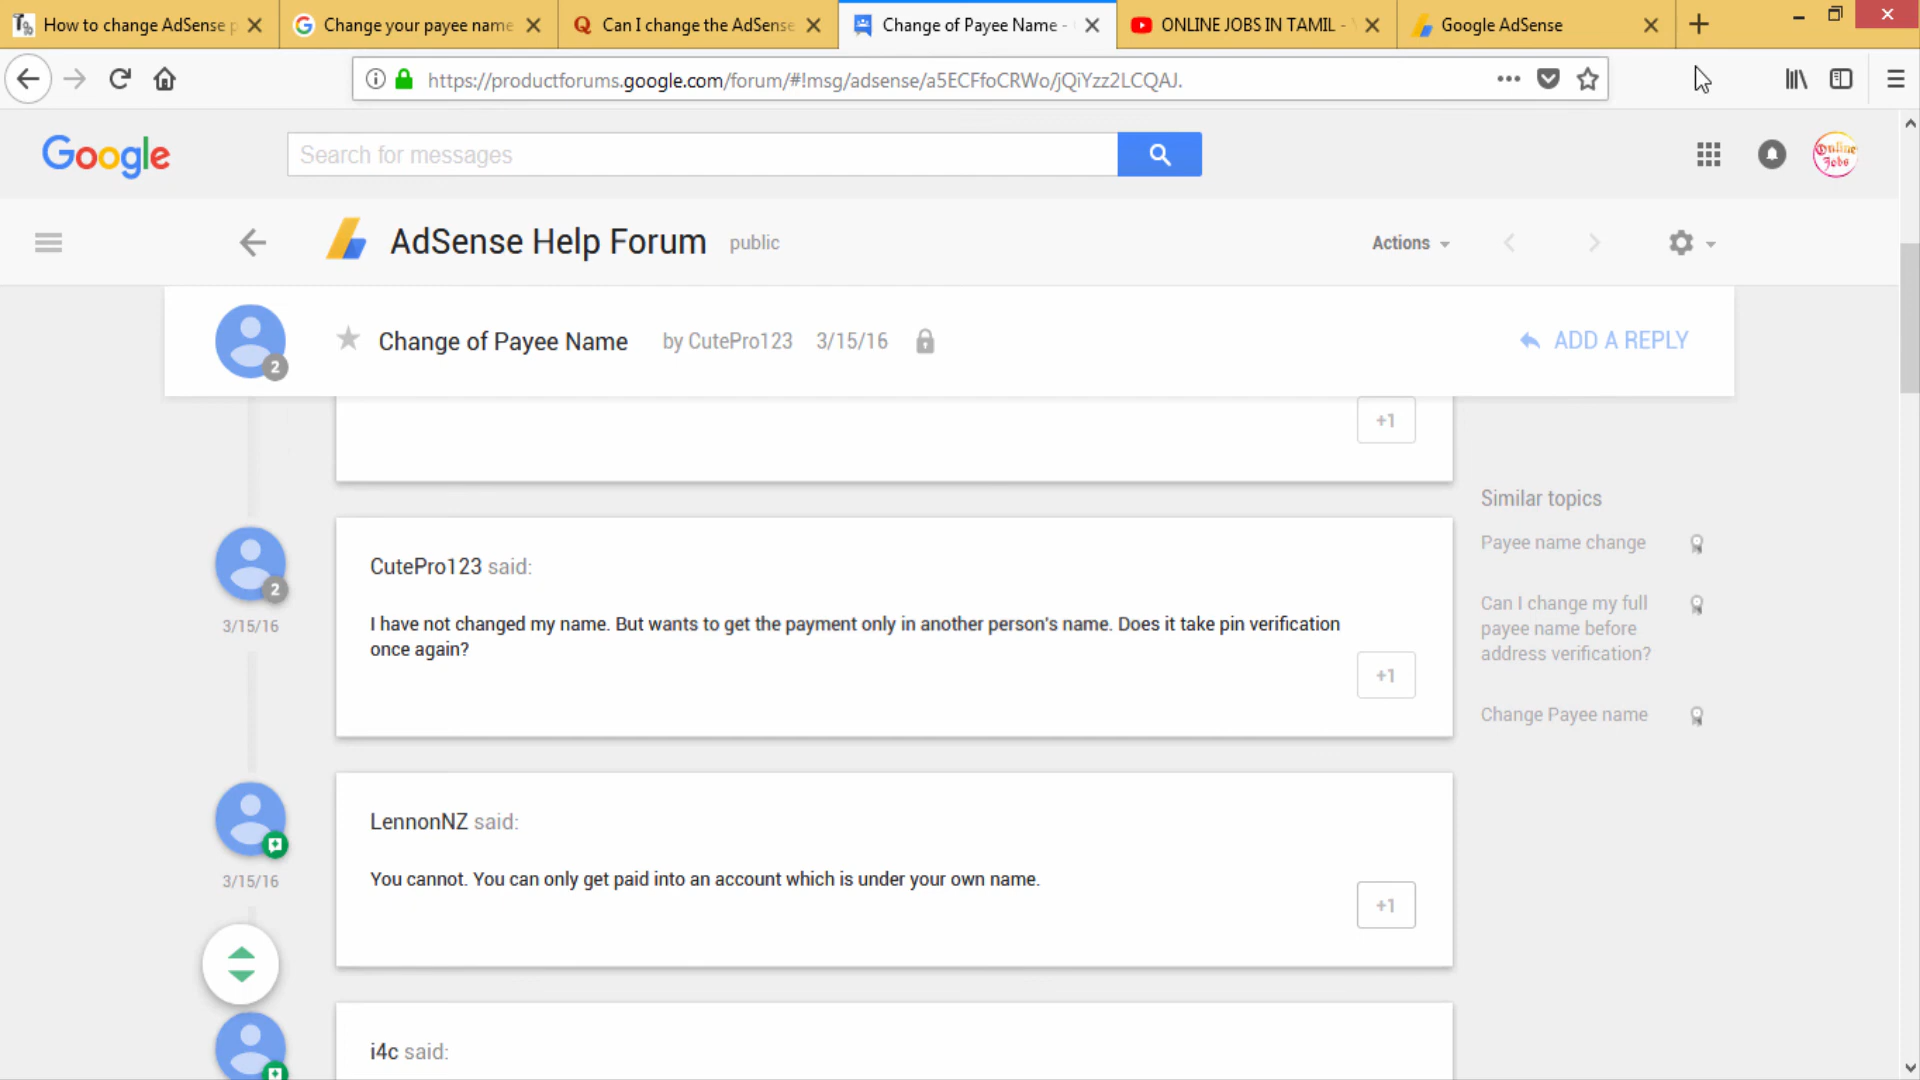 How to change AdSense p
Change your payee name
Can I change the AdSense
Change of Payee Name -
ONLINE JOBS IN TAMIL -
Google AdSense
https://productforums.google.com/forum/#!msg/adsense/a5ECFfoCRWo/jQiYzz2LCQAJ.
Google
Search for messages
Online
Jobs
AdSense Help Forum public
Actions
2
Change of Payee Name by CutePro123 3/15/16
ADD A REPLY
+1
Similar topics
Payee name change
Can I change my full
payee name before
address verification?
Change Payee name
2
3/15/16
CutePro123 said:
I have not changed my name. But wants to get the payment only in another person's name. Does it take pin verification
once again?
+1
3/15/16
LennonNZ said:
You cannot. You can only get paid into an account which is under your own name.
+1
i4c said: